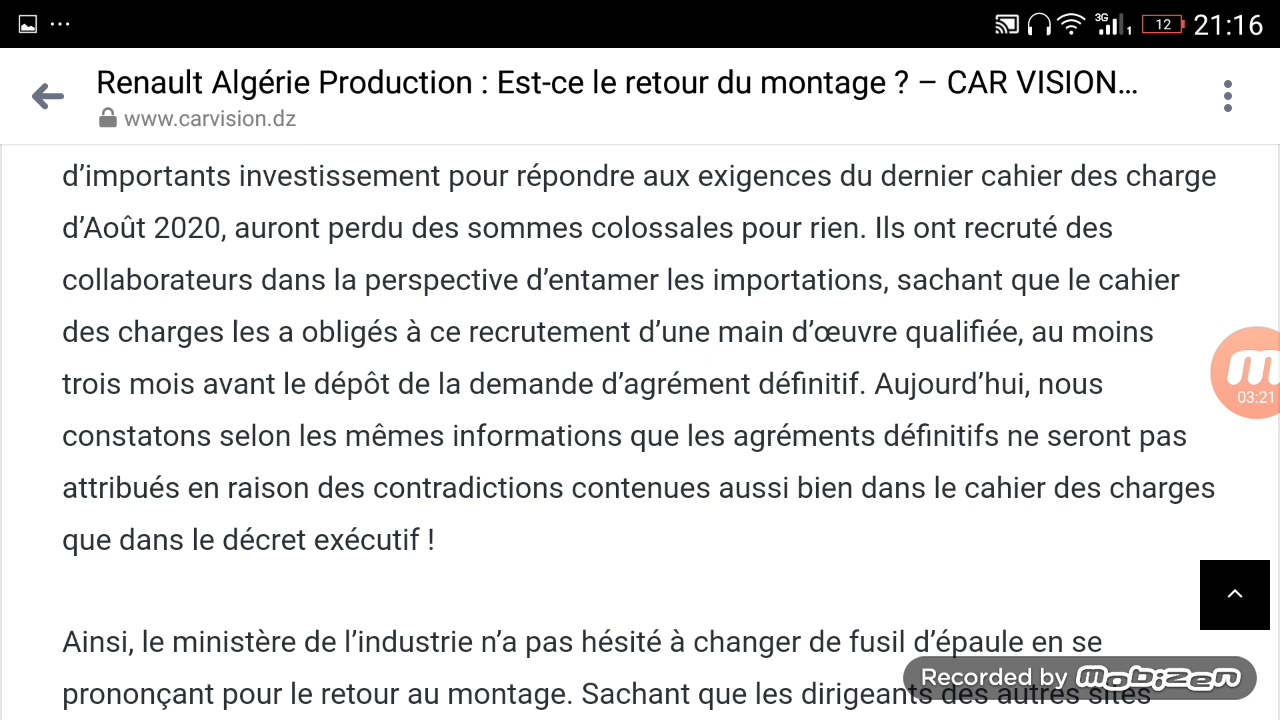 3G 1 12 21:16
Renault Algérie Production : Est-ce le retour du montage ? – CAR VISION...
www.carvision.dz
d’importants investissement pour répondre aux exigences du dernier cahier des charge
d’Août 2020, auront perdu des sommes colossales pour rien. Ils ont recruté des
collaborateurs dans la perspective d’entamer les importations, sachant que le cahier
des charges les a obligés à ce recrutement d’une main d’œuvre qualifiée, au moins
trois mois avant le dépôt de la demande d’agrément définitif. Aujourd’hui, nous
03:21
constatons selon les mêmes informations que les agréments définitifs ne seront pas
attribués en raison des contradictions contenues aussi bien dans le cahier des charges
que dans le décret exécutif !
Ainsi, le ministère de l’industrie n’a pas hésité à changer de fusil d’épaule en se
prononçant pour le retour au montage. Sachant que les dirigeants des autres sites
Recorded by mobizen